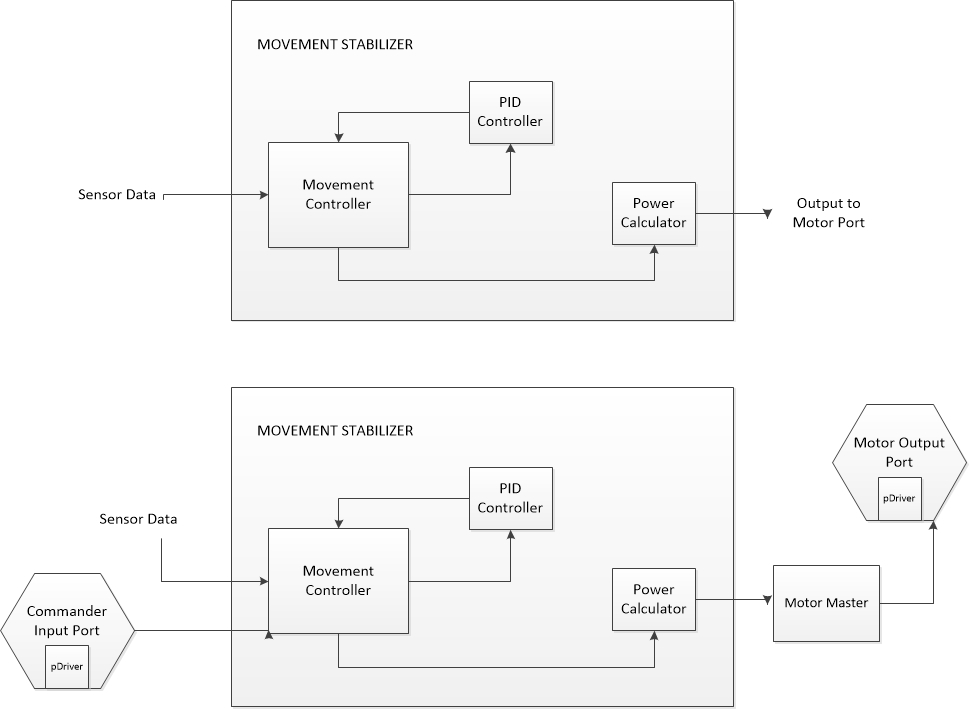 MOVEMENT STABILIZER
PID
Controller
Movement
Controller
Sensor Data
Power
Calculator
Output to
Motor Port
MOVEMENT STABILIZER
Motor Output
Port
pDriver
PID
Controller
Sensor Data
Movement
Controller
Power
Calculator
Motor Master
Commander
Input Port
pDriver